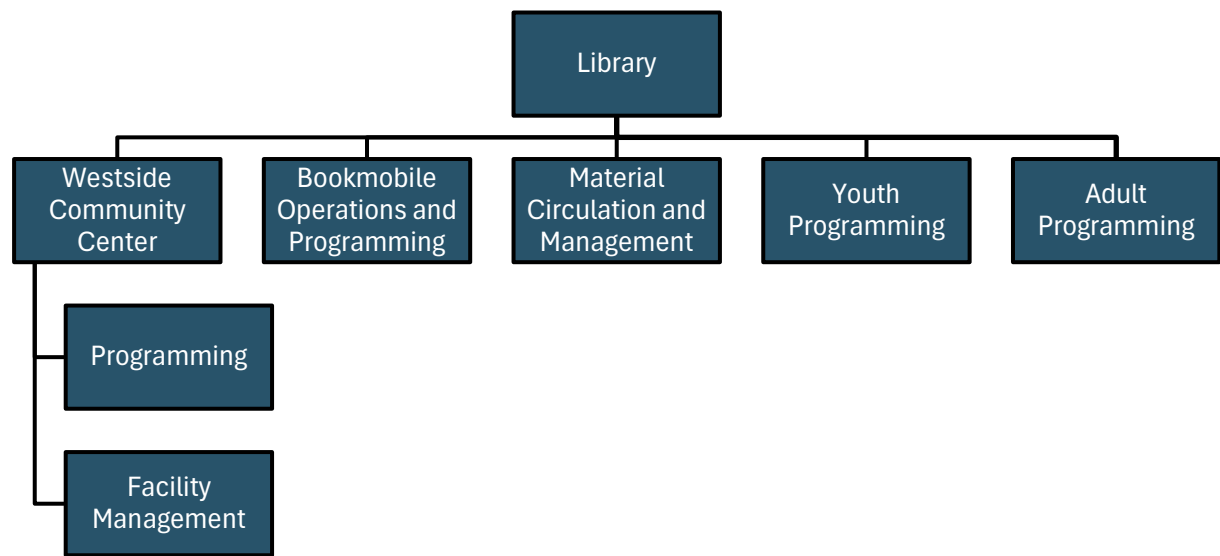 Library
Westside
Community
Center
Bookmobile
Operations and
Programming
Material
Circulation and
Management
Youth
Programming
Adult
Programming
Programming
Facility
Management